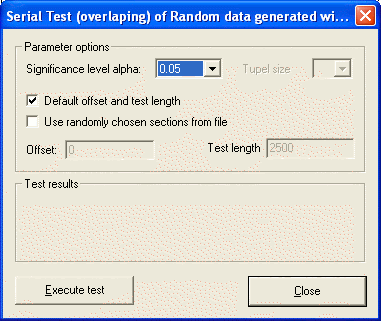 Serial Test (overlaping) of Random data generated wi...
Parameter options
Significance level alpha: 0.05 Tupel size
Default offset and test length
Use randomly chosen sections from file
Offset: 0 Test length 2500
Test results
Execute test Close